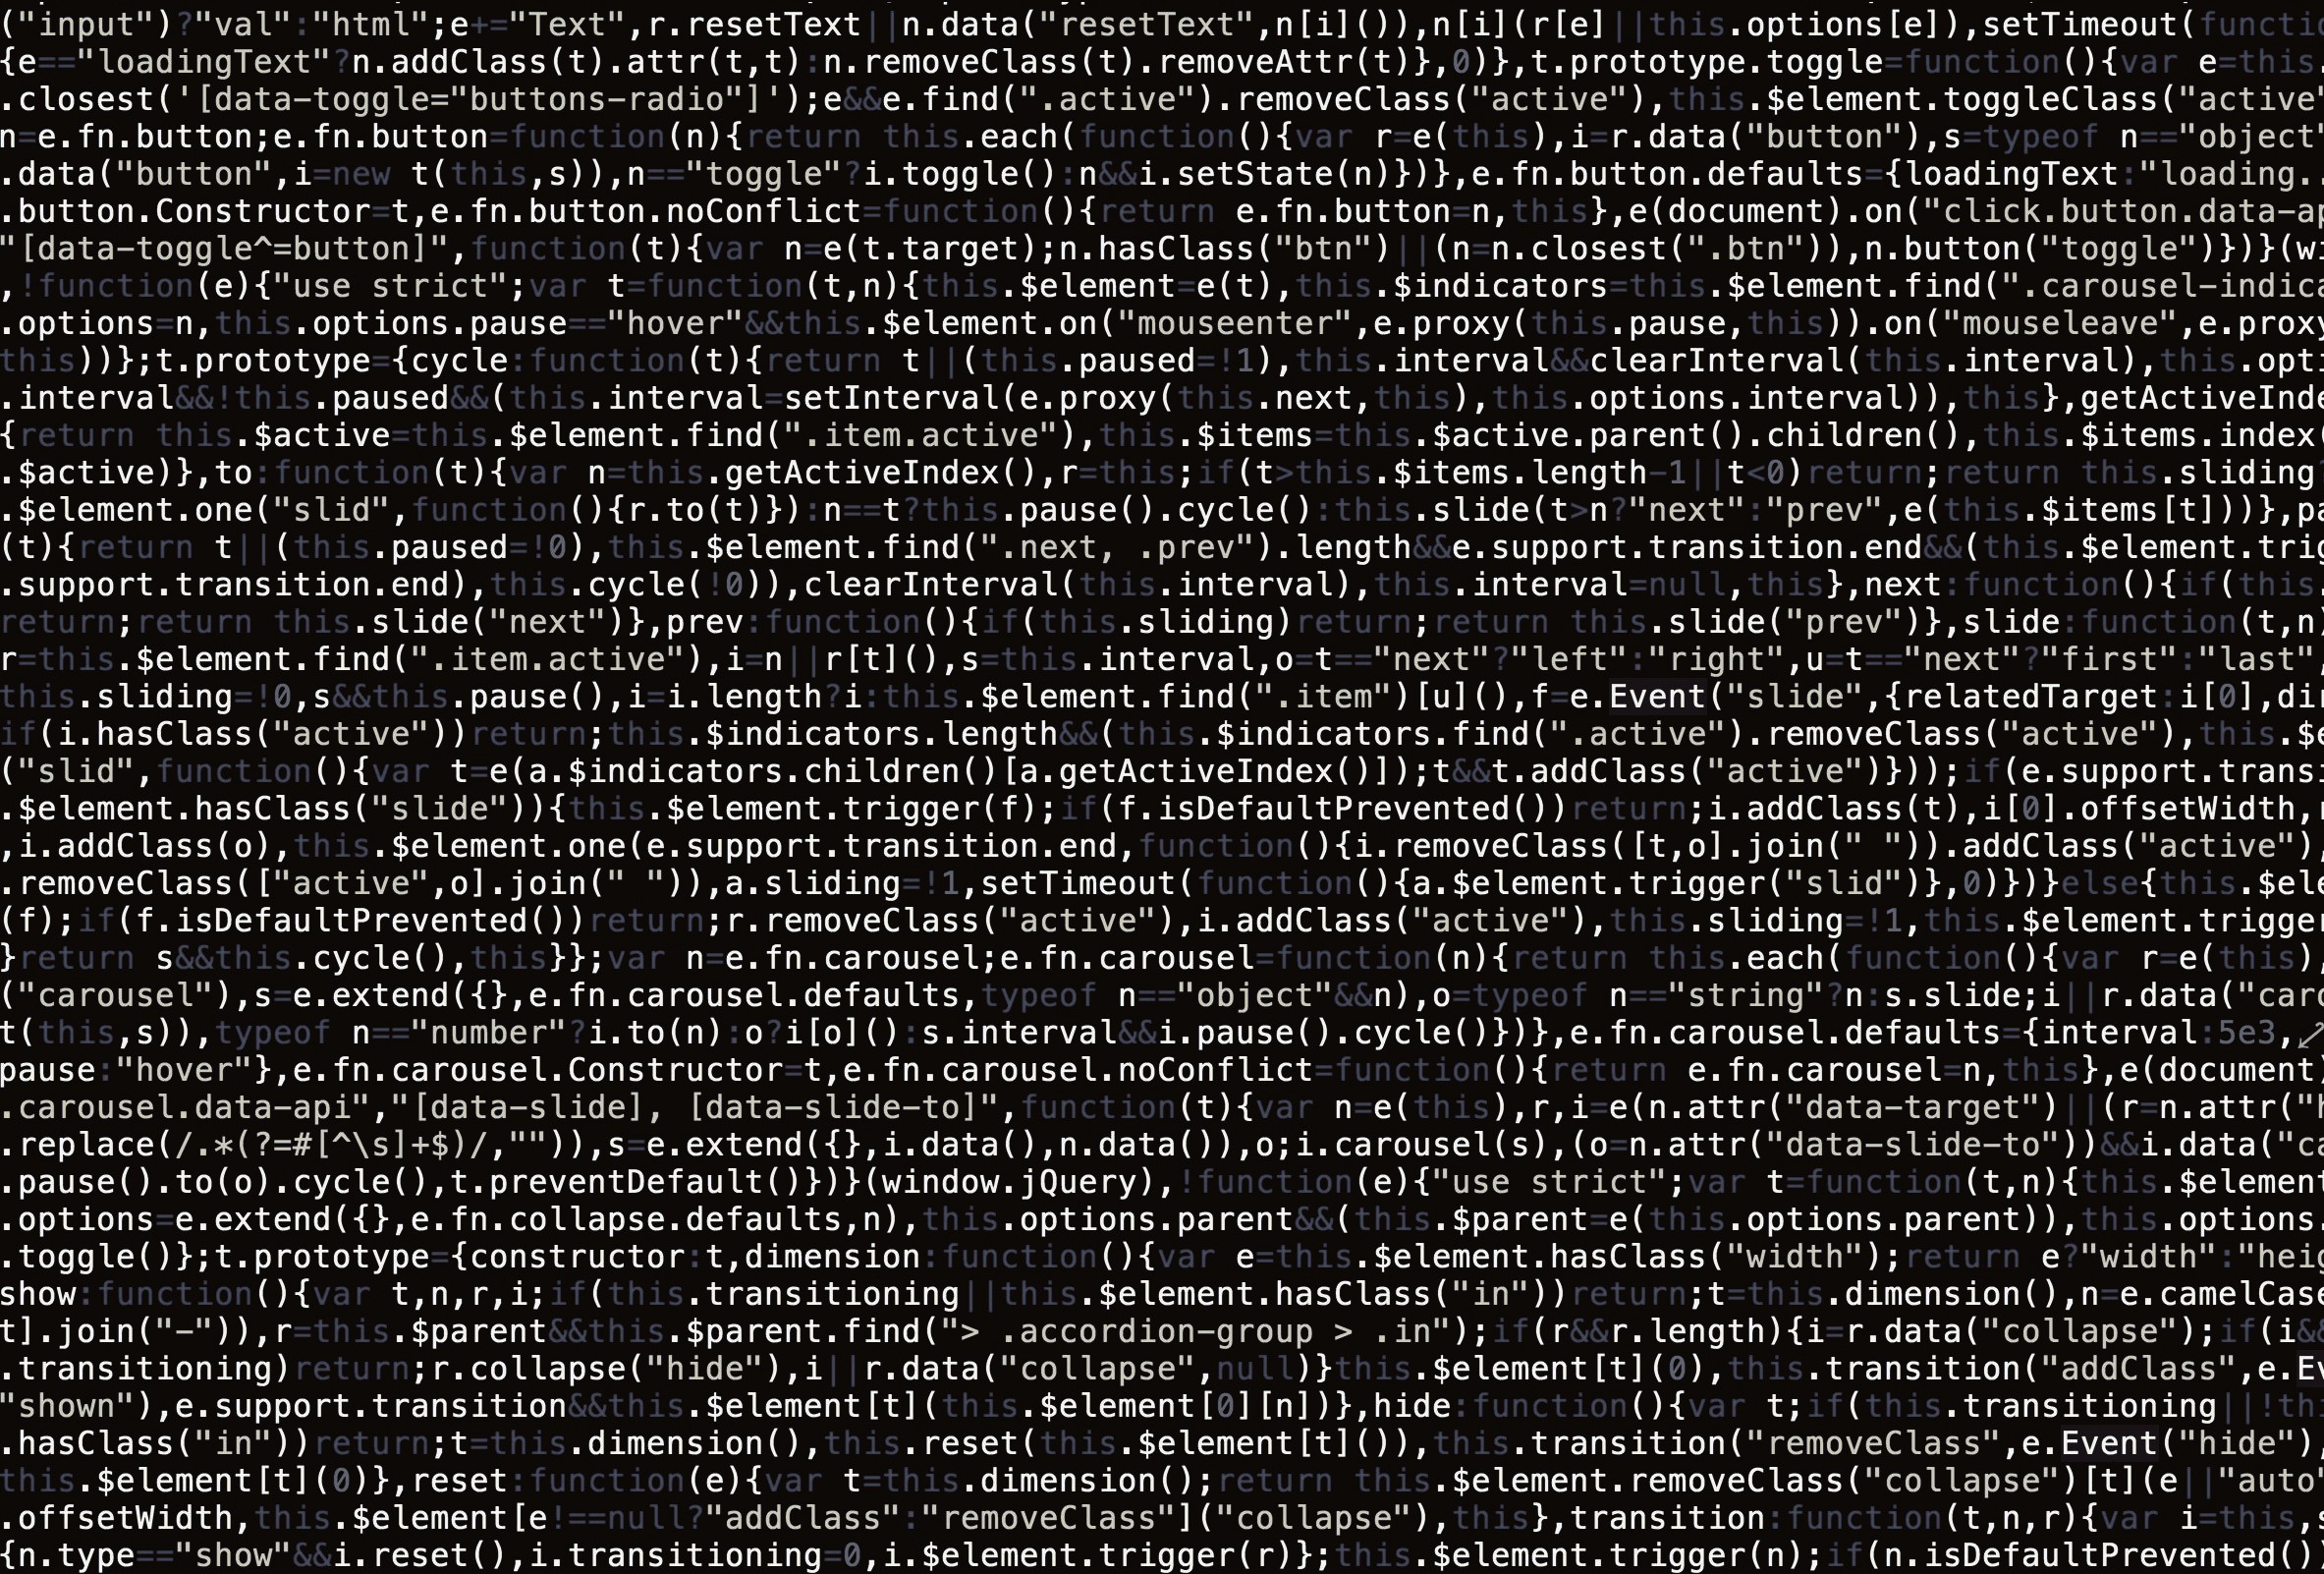 ("input")?"val":"html";e+="Text",r.resetText||n.data("resetText",n[i]()),n[i](r[e]||this.options[e]),setTimeout(functi
{e=="loadingText"?n.addClass(t).attr(t,t):n.removeClass(t).removeAttr(t)},0)},t.prototype.toggle=function(){var e=this.
.closest('[data-toggle="buttons-radio"]');e&&e.find(".active").removeClass("active"),this.$element.toggleClass("active"
n=e.fn.button;e.fn.button=function(n){return this.each(function(){var r=e(this),i=r.data("button"),s=typeof n=="object"
.data("button",i=new t(this,s)),n=="toggle"?i.toggle():n&&i.setState(n)})},e.fn.button.defaults={loadingText:"loading..
.button.Constructor=t,e.fn.button.noConflict=function(){return e.fn.button=n,this},e(document).on("click.button.data-ap
"[data-toggle^=button]",function(t){var n=e(t.target);n.hasClass("btn")||(n=n.closest(".btn")),n.button("toggle")})}(wi
,!function(e){"use strict";var t=function(t,n){this.$element=e(t),this.$indicators=this.$element.find(".carousel-indica
.options=n,this.options.pause=="hover"&&this.$element.on("mouseenter",e.proxy(this.pause,this)).on("mouseleave",e.proxy
this))};t.prototype={cycle:function(t){return t||(this.paused=!1),this.interval&&clearInterval(this.interval),this.opti
.interval&&!this.paused&&(this.interval=setInterval(e.proxy(this.next,this),this.options.interval)),this},getActiveInde
{return this.$active=this.$element.find(".item.active"),this.$items=this.$active.parent().children(),this.$items.index(
.$active)},to:function(t){var n=this.getActiveIndex(),r=this;if(t>this.$items.length-1||t<0)return;return this.sliding?
.$element.one("slid",function(){r.to(t)}):n==t?this.pause().cycle():this.slide(t>n?"next":"prev",e(this.$items[t]))},pa
(t){return t||(this.paused=!0),this.$element.find(".next, .prev").length&&e.support.transition.end&&(this.$element.trig
.support.transition.end),this.cycle(!0)),clearInterval(this.interval),this.interval=null,this},next:function(){if(this.
return;return this.slide("next")},prev:function(){if(this.sliding)return;return this.slide("prev")},slide:function(t,n)
r=this.$element.find(".item.active"),i=n||r[t](),s=this.interval,o=t=="next"?"left":"right",u=t=="next"?"first":"last",
this.sliding=!0,s&&this.pause(),i=i.length?i:this.$element.find(".item")[u](),f=e.Event("slide",{relatedTarget:i[0],di
if(i.hasClass("active"))return;this.$indicators.length&&(this.$indicators.find(".active").removeClass("active"),this.$e
("slid",function(){var t=e(a.$indicators.children()[a.getActiveIndex()]);t&&t.addClass("active")}));if(e.support.transi
.$element.hasClass("slide")){this.$element.trigger(f);if(f.isDefaultPrevented())return;i.addClass(t),i[0].offsetWidth,
,i.addClass(o),this.$element.one(e.support.transition.end,function(){i.removeClass([t,o].join(" ")).addClass("active"),
.removeClass(["active",o].join(" ")),a.sliding=!1,setTimeout(function(){a.$element.trigger("slid")},0)})}else{this.$ele
(f);if(f.isDefaultPrevented())return;r.removeClass("active"),i.addClass("active"),this.sliding=!1,this.$element.trigger
}return s&&this.cycle(),this}};var n=e.fn.carousel;e.fn.carousel=function(n){return this.each(function(){var r=e(this),
("carousel"),s=e.extend({},e.fn.carousel.defaults,typeof n=="object"&&n),o=typeof n=="string"?n:s.slide;i||r.data("caro
t(this,s)),typeof n=="number"?i.to(n):o?i[o]():s.interval&&i.pause().cycle()})},e.fn.carousel.defaults={interval:5e3,
pause:"hover"},e.fn.carousel.Constructor=t,e.fn.carousel.noConflict=function(){return e.fn.carousel=n,this},e(document)
.carousel.data-api","[data-slide], [data-slide-to]",function(t){var n=e(this),r,i=e(n.attr("data-target")||(r=n.attr("h
.replace(/.*(?=#[^\s]+$)/,"")),s=e.extend({},i.data(),n.data()),o;i.carousel(s),(o=n.attr("data-slide-to"))&&i.data("ca
.pause().to(o).cycle(),t.preventDefault()})}(window.jQuery),!function(e){"use strict";var t=function(t,n){this.$element
.options=e.extend({},e.fn.collapse.defaults,n),this.options.parent&&(this.$parent=e(this.options.parent)),this.options.
.toggle()};t.prototype={constructor:t,dimension:function(){var e=this.$element.hasClass("width");return e?"width":"heig
show:function(){var t,n,r,i;if(this.transitioning||this.$element.hasClass("in"))return;t=this.dimension(),n=e.camelCase
t].join("-")),r=this.$parent&&this.$parent.find("> .accordion-group > .in");if(r&&r.length){i=r.data("collapse");if(i&&
.transitioning)return;r.collapse("hide"),i||r.data("collapse",null)}this.$element[t](0),this.transition("addClass",e.Ev
"shown"),e.support.transition&&this.$element[t](this.$element[0][n])},hide:function(){var t;if(this.transitioning||!thi
.hasClass("in"))return;t=this.dimension(),this.reset(this.$element[t]()),this.transition("removeClass",e.Event("hide"),
this.$element[t](0)},reset:function(e){var t=this.dimension();return this.$element.removeClass("collapse")[t](e||"auto"
.offsetWidth,this.$element[e!==null?"addClass":"removeClass"]("collapse"),this},transition:function(t,n,r){var i=this,s
{n.type=="show"&&i.reset(),i.transitioning=0,i.$element.trigger(r)};this.$element.trigger(n);if(n.isDefaultPrevented())